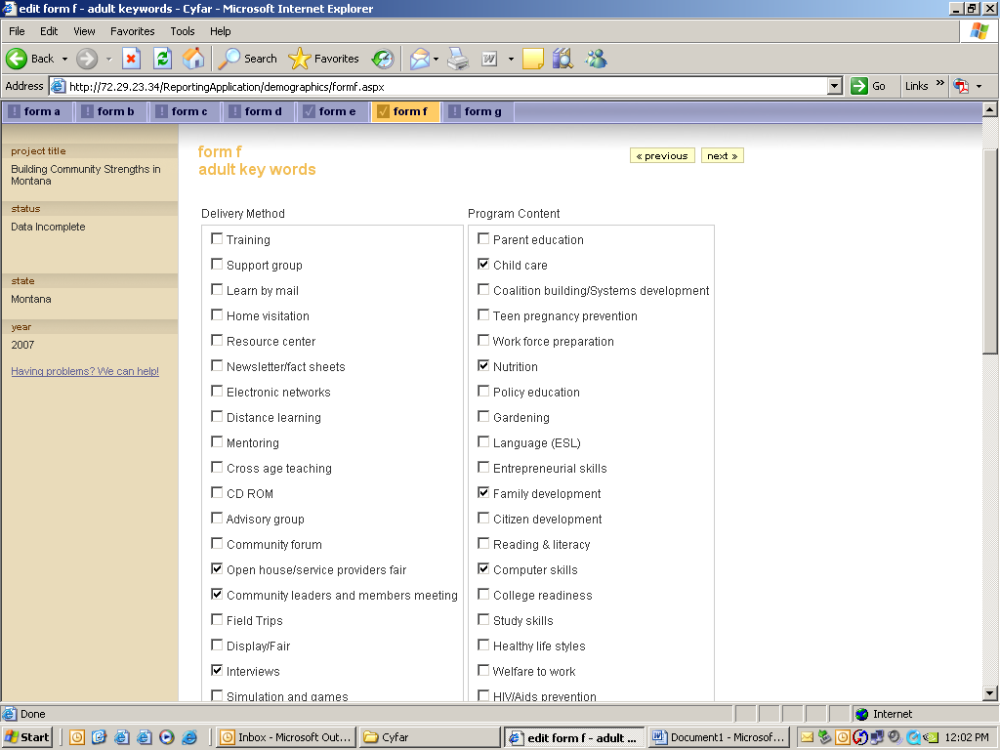 edit form f - adult keywords - Cyfar - Microsoft Internet Explorer
File Edit View Favorites Tools Help
Back Search Favorites
Address http://72.29.23.34/ReportingApplication/demographics/formf.aspx Go Links »
form a form b form c form d form e form f form g
project title
Building Community Strengths in
Montana
status
Data Incomplete
state
Montana
year
2007
Having problems? We can help!
form f
adult key words
« previous next »
Delivery Method
Training
Support group
Learn by mail
Home visitation
Resource center
Newsletter/fact sheets
Electronic networks
Distance learning
Mentoring
Cross age teaching
CD ROM
Advisory group
Community forum
Open house/service providers fair
Community leaders and members meeting
Field Trips
Display/Fair
Interviews
Simulation and games
Program Content
Parent education
Child care
Coalition building/Systems development
Teen pregnancy prevention
Work force preparation
Nutrition
Policy education
Gardening
Language (ESL)
Entrepreneurial skills
Family development
Citizen development
Reading & literacy
Computer skills
College readiness
Study skills
Healthy life styles
Welfare to work
HIV/Aids prevention
Done Internet
Start Inbox - Microsoft Out... Cyfar edit form f - adult ... Document1 - Microsof... 12:02 PM